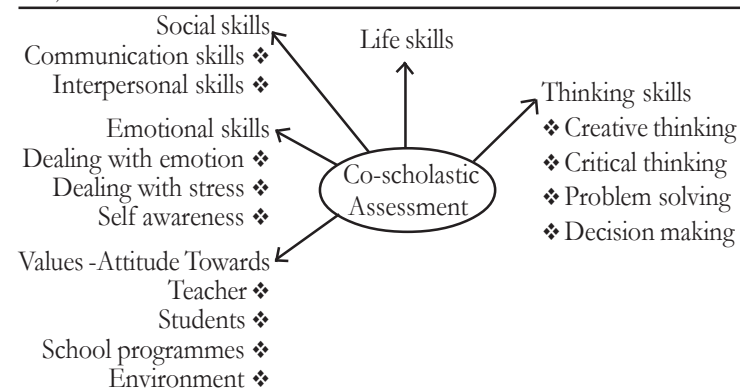 Social skills
Communication skills ❖
Interpersonal skills ❖
Life skills
Thinking skills
❖ Creative thinking
❖ Critical thinking
❖ Problem solving
❖ Decision making
Emotional skills
Dealing with emotion ❖
Dealing with stress ❖
Self awareness ❖
Co-scholastic
Assessment
Values -Attitude Towards
Teacher ❖
Students ❖
School programmes ❖
Environment ❖